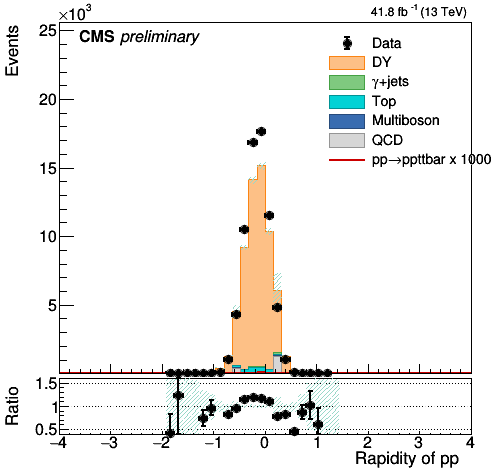 ×10³
41.8 fb⁻¹ (13 TeV)
Events
CMS preliminary
Data
DY
γ+jets
Top
Multiboson
QCD
pp→ppttbar x 1000
25
20
15
10
5
Ratio
1.5
1
0.5
−4 −3 −2 −1 0 1 2 3 4
Rapidity of pp